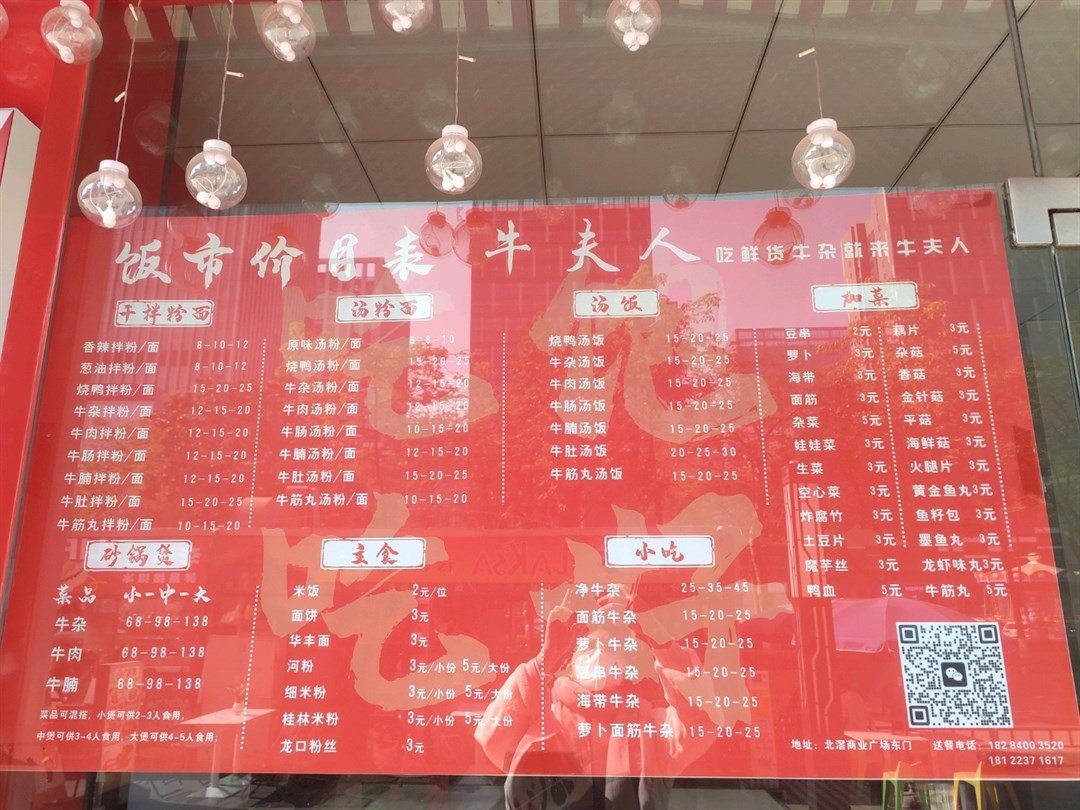 饭市价目表 牛夫人 吃鲜货牛杂就来牛夫人
干拌粉面
香辣拌粉/面 8-10-12
葱油拌粉/面 8-10-12
烧鸭拌粉/面 15-20-25
牛杂拌粉/面 12-15-20
牛肉拌粉/面 12-15-20
牛肠拌粉/面 12-15-20
牛腩拌粉/面 12-15-20
牛肚拌粉/面 15-20-25
牛筋丸拌粉/面 10-15-20
汤粉面
原味汤粉/面 6-8-10
烧鸭汤粉/面 15-20-25
牛杂汤粉/面 12-15-20
牛肉汤粉/面 12-15-20
牛肠汤粉/面 10-15-20
牛腩汤粉/面 12-15-20
牛肚汤粉/面 15-20-25
牛筋丸汤粉/面 10-15-20
汤饭
烧鸭汤饭 15-20-25
牛杂汤饭 15-20-25
牛肉汤饭 15-20-25
牛肠汤饭 15-20-25
牛腩汤饭 15-20-25
牛肚汤饭 20-25-30
牛筋丸汤饭 15-20-25
加菜
豆串 2元
萝卜 3元
海带 3元
面筋 3元
杂菜 5元
娃娃菜 3元
生菜 3元
空心菜 3元
炸腐竹 3元
土豆片 3元
魔芋丝 3元
鸭血 5元
藕片 3元
杂菇 5元
香菇 3元
金针菇 3元
平菇 3元
海鲜菇 3元
火腿片 3元
黄金鱼丸 3元
鱼籽包 3元
墨鱼丸 3元
龙虾味丸 3元
牛筋丸 5元
砂锅煲
菜品 小-中-大
牛杂 68-98-138
牛肉 68-98-138
牛腩 68-98-138
菜品可混搭，小煲可供2-3人食用，
中煲可供3-4人食用，大煲可供4-5人食用；
主食
米饭 2元/位
面饼 3元
华丰面 3元
河粉 3元/小份 5元/大份
细米粉 3元/小份 5元/大份
桂林米粉 3元/小份 5元/大份
龙口粉丝 3元
小吃
净牛杂 25-35-45
面筋牛杂 15-20-25
萝卜牛杂 15-20-25
豆串牛杂 15-20-25
海带牛杂 15-20-25
萝卜面筋牛杂 15-20-25
地址：北滘商业广场东门 送餐电话：182 8400 3520
181 2237 1617